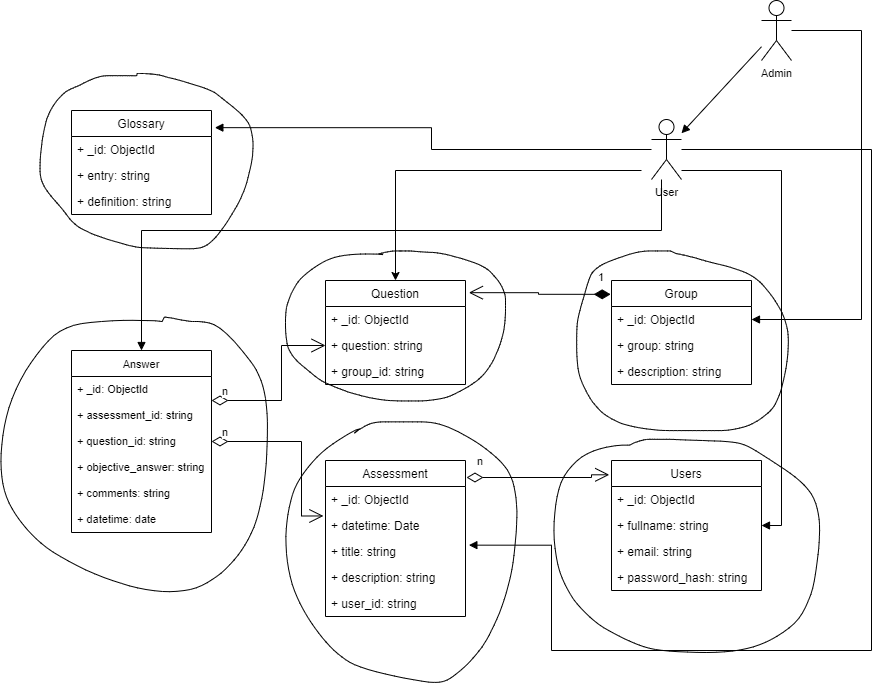 Admin
User
Glossary
+ _id: ObjectId
+ entry: string
+ definition: string
Question
+ _id: ObjectId
+ question: string
+ group_id: string
1
Group
+ _id: ObjectId
+ group: string
+ description: string
Answer
+ _id: ObjectId
+ assessment_id: string
+ question_id: string
+ objective_answer: string
+ comments: string
+ datetime: date
n
n
Assessment
+ _id: ObjectId
+ datetime: Date
+ title: string
+ description: string
+ user_id: string
n
Users
+ _id: ObjectId
+ fullname: string
+ email: string
+ password_hash: string